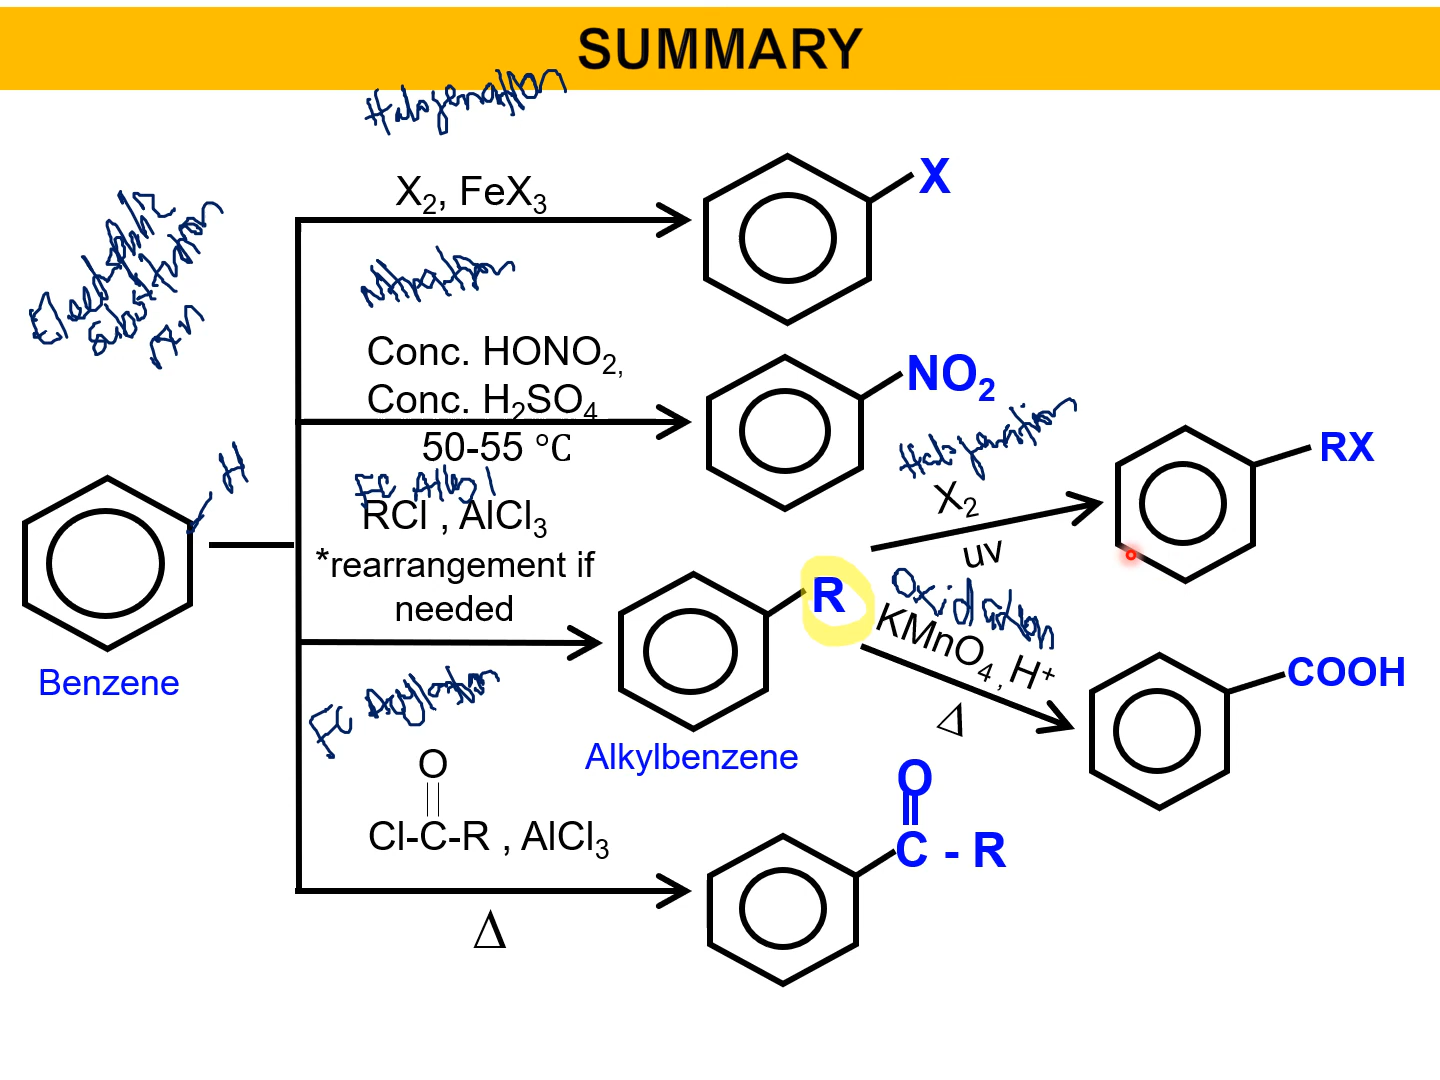 SUMMARY
Halogenation
X₂, FeX₃
X
Electrophilic
substitution
rxn
Nitration
Conc. HONO₂,
Conc. H₂SO₄
50-55 °C
NO₂
H
FC Alkyl
RCl , AlCl₃
*rearrangement if
needed
R
Alkylbenzene
Halogenation
X₂
uv
RX
Oxidation
KMnO₄, H⁺
Δ
COOH
Benzene
FC Acylation
O
Cl-C-R , AlCl₃
Δ
O
C - R